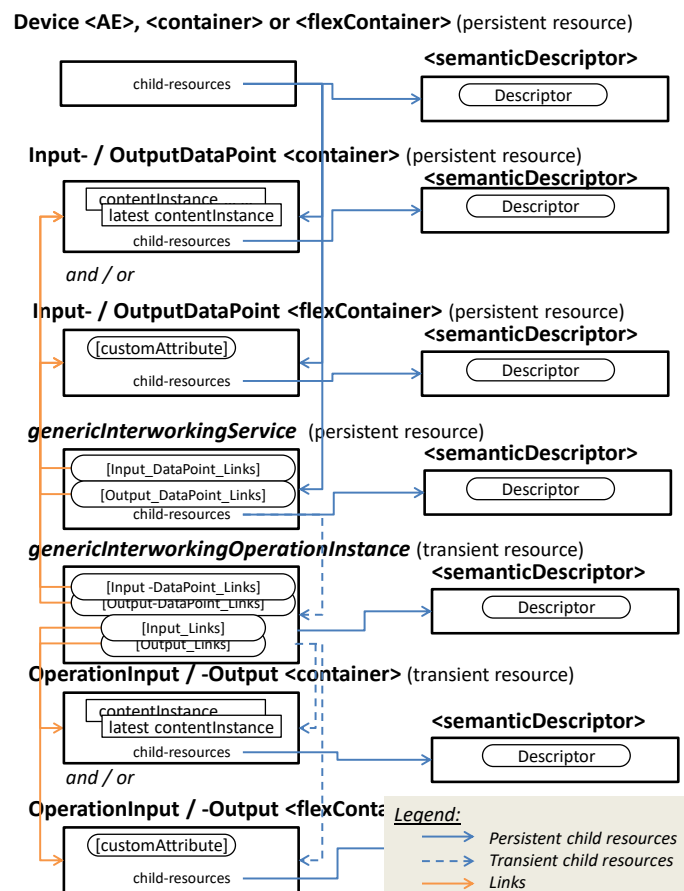 Device <AE>, <container> or <flexContainer> (persistent resource)
<semanticDescriptor>
child-resources
Descriptor
Input- / OutputDataPoint <container> (persistent resource)
<semanticDescriptor>
contentInstance
latest contentInstance
Descriptor
child-resources
and / or
Input- / OutputDataPoint <flexContainer> (persistent resource)
<semanticDescriptor>
[customAttribute]
Descriptor
child-resources
genericInterworkingService (persistent resource)
<semanticDescriptor>
[Input_DataPoint_Links]
[Output_DataPoint_Links]
Descriptor
child-resources
genericInterworkingOperationInstance (transient resource)
<semanticDescriptor>
[Input -DataPoint_Links]
[Output-DataPoint_Links]
Descriptor
[Input_Links]
[Output_Links]
OperationInput / -Output <container> (transient resource)
contentInstance
latest contentInstance
<semanticDescriptor>
child-resources
Descriptor
and / or
OperationInput / -Output <flexConta
Legend:
[customAttribute]
Persistent child resources
Transient child resources
child-resources
Links